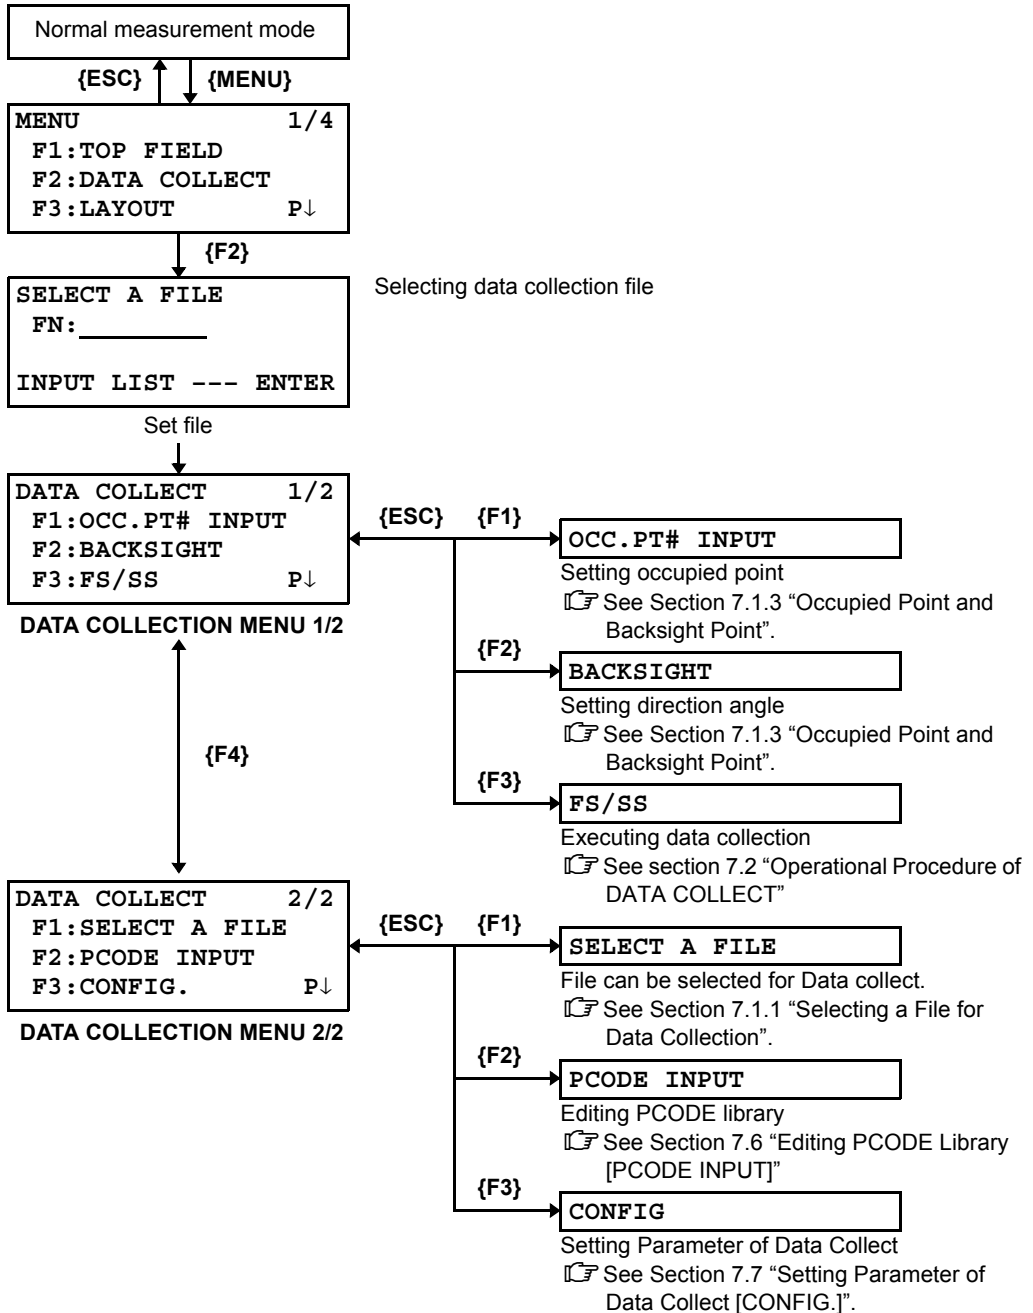 Normal measurement mode
{ESC} {MENU}
MENU 1/4
F1:TOP FIELD
F2:DATA COLLECT
F3:LAYOUT P↓
{F2}
SELECT A FILE
FN:
INPUT LIST --- ENTER
Selecting data collection file
Set file
DATA COLLECT 1/2
F1:OCC.PT# INPUT
F2:BACKSIGHT
F3:FS/SS P↓
DATA COLLECTION MENU 1/2
{ESC} {F1}
OCC.PT# INPUT
Setting occupied point
See Section 7.1.3 “Occupied Point and
Backsight Point”.
{F2}
BACKSIGHT
Setting direction angle
See Section 7.1.3 “Occupied Point and
Backsight Point”.
{F3}
FS/SS
Executing data collection
See section 7.2 “Operational Procedure of
DATA COLLECT”
{F4}
DATA COLLECT 2/2
F1:SELECT A FILE
F2:PCODE INPUT
F3:CONFIG. P↓
DATA COLLECTION MENU 2/2
{ESC} {F1}
SELECT A FILE
File can be selected for Data collect.
See Section 7.1.1 “Selecting a File for
Data Collection”.
{F2}
PCODE INPUT
Editing PCODE library
See Section 7.6 “Editing PCODE Library
[PCODE INPUT]”
{F3}
CONFIG
Setting Parameter of Data Collect
See Section 7.7 “Setting Parameter of
Data Collect [CONFIG.]”.